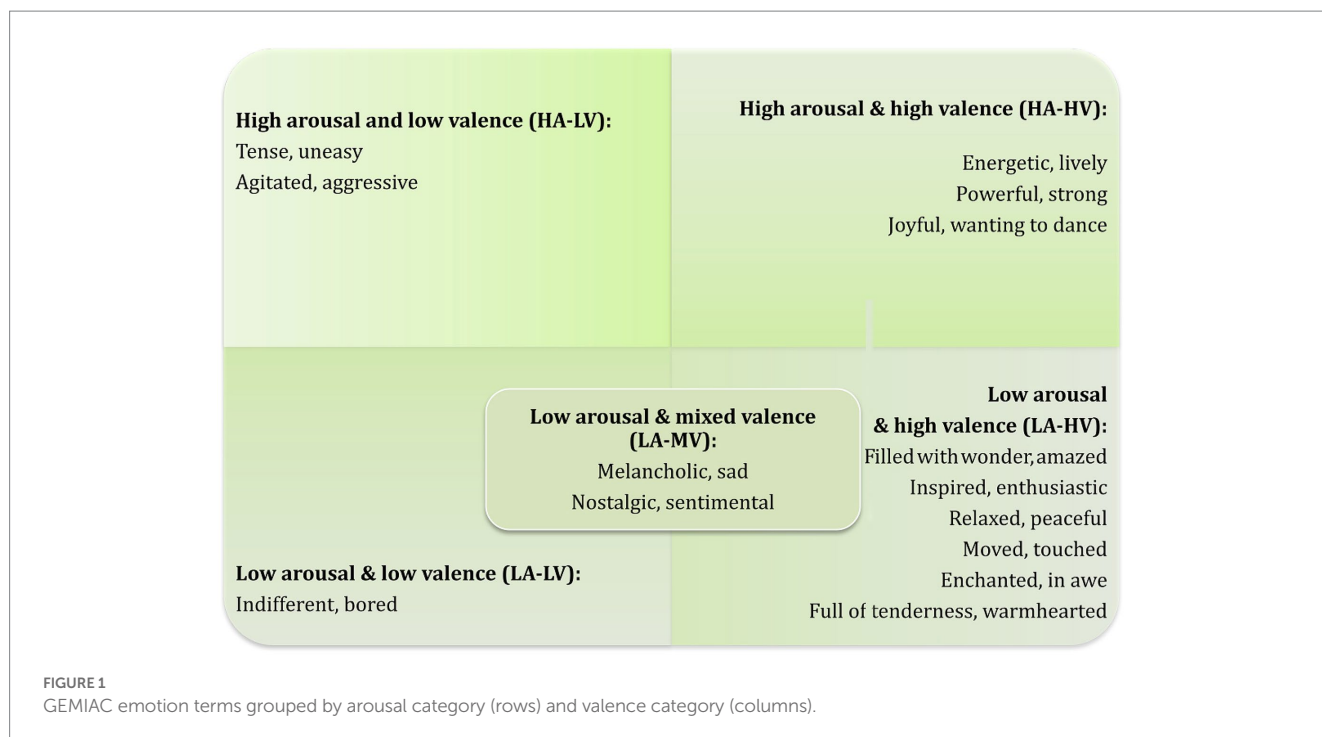 High arousal and low valence (HA-LV):
Tense, uneasy
Agitated, aggressive
High arousal & high valence (HA-HV):
Energetic, lively
Powerful, strong
Joyful, wanting to dance
Low arousal & mixed valence
(LA-MV):
Melancholic, sad
Nostalgic, sentimental
Low arousal
& high valence (LA-HV):
Filled with wonder, amazed
Inspired, enthusiastic
Relaxed, peaceful
Moved, touched
Enchanted, in awe
Full of tenderness, warmhearted
Low arousal & low valence (LA-LV):
Indifferent, bored
FIGURE 1
GEMIAC emotion terms grouped by arousal category (rows) and valence category (columns).